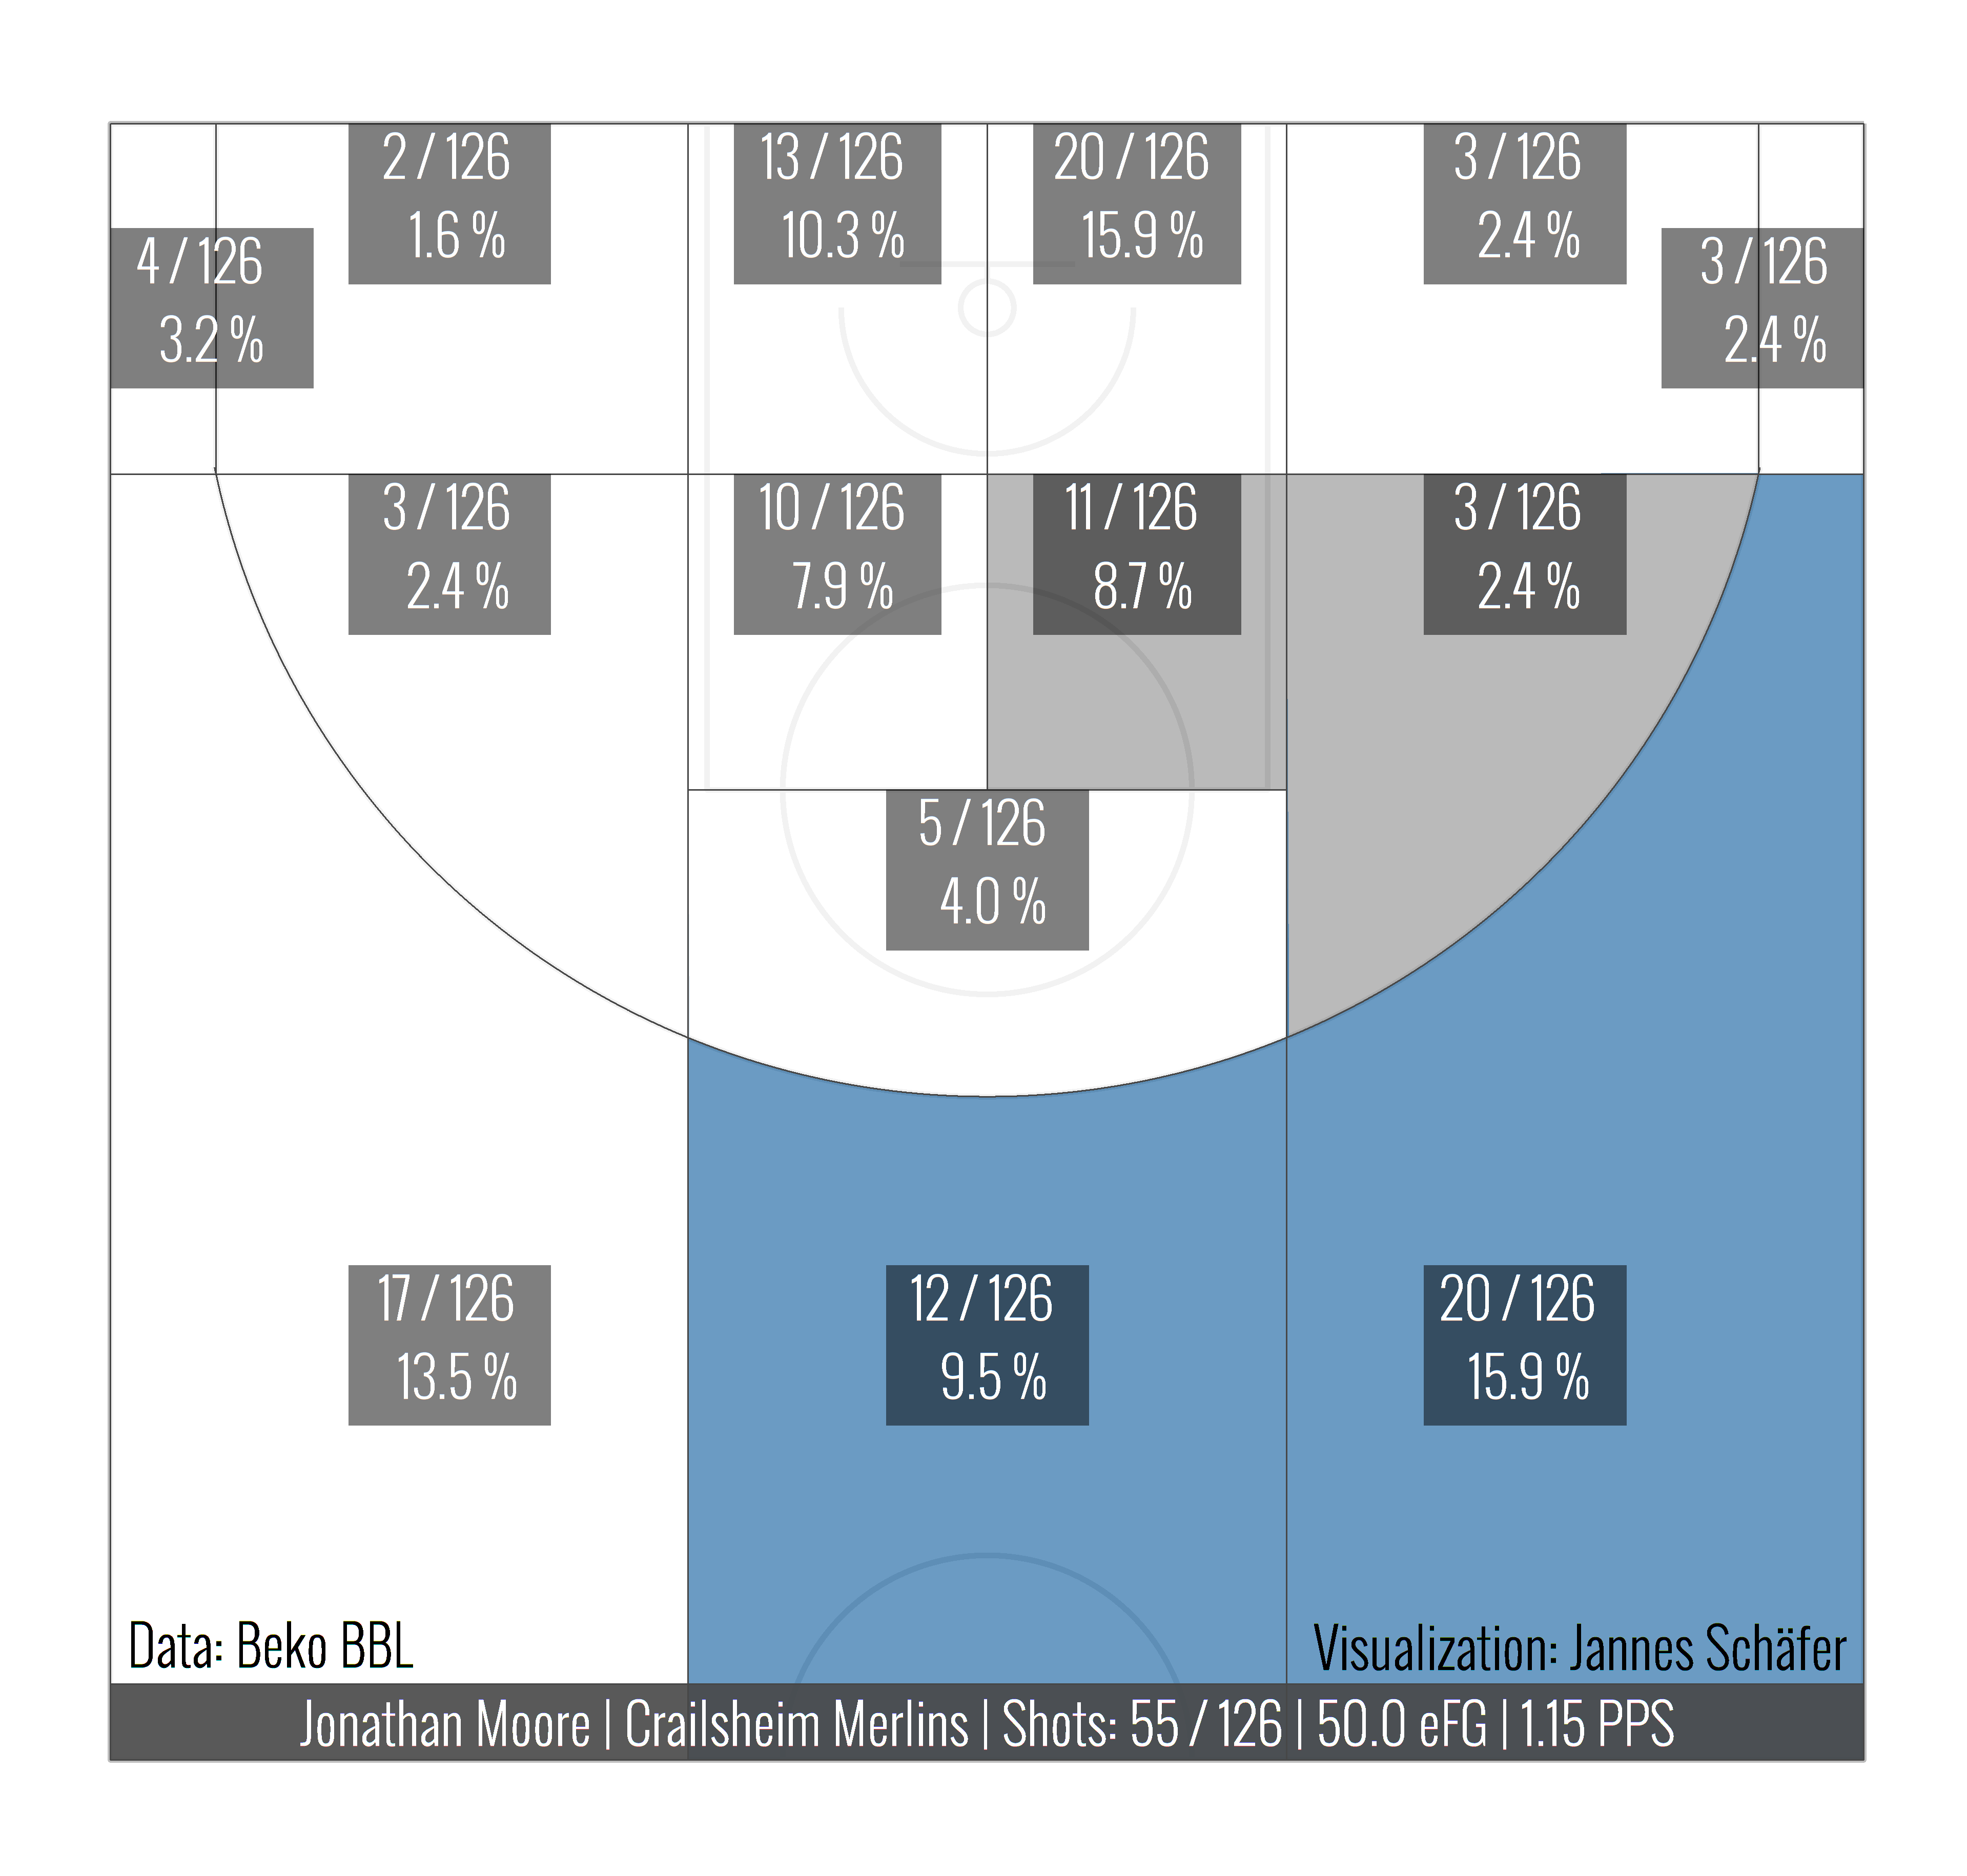 2 / 126
1.6 %
13 / 126
10.3 %
20 / 126
15.9 %
3 / 126
2.4 %
4 / 126
3.2 %
3 / 126
2.4 %
3 / 126
2.4 %
10 / 126
7.9 %
11 / 126
8.7 %
3 / 126
2.4 %
5 / 126
4.0 %
17 / 126
13.5 %
12 / 126
9.5 %
20 / 126
15.9 %
Data: Beko BBL
Visualization: Jannes Schäfer
Jonathan Moore | Crailsheim Merlins | Shots: 55 / 126 | 50.0 eFG | 1.15 PPS